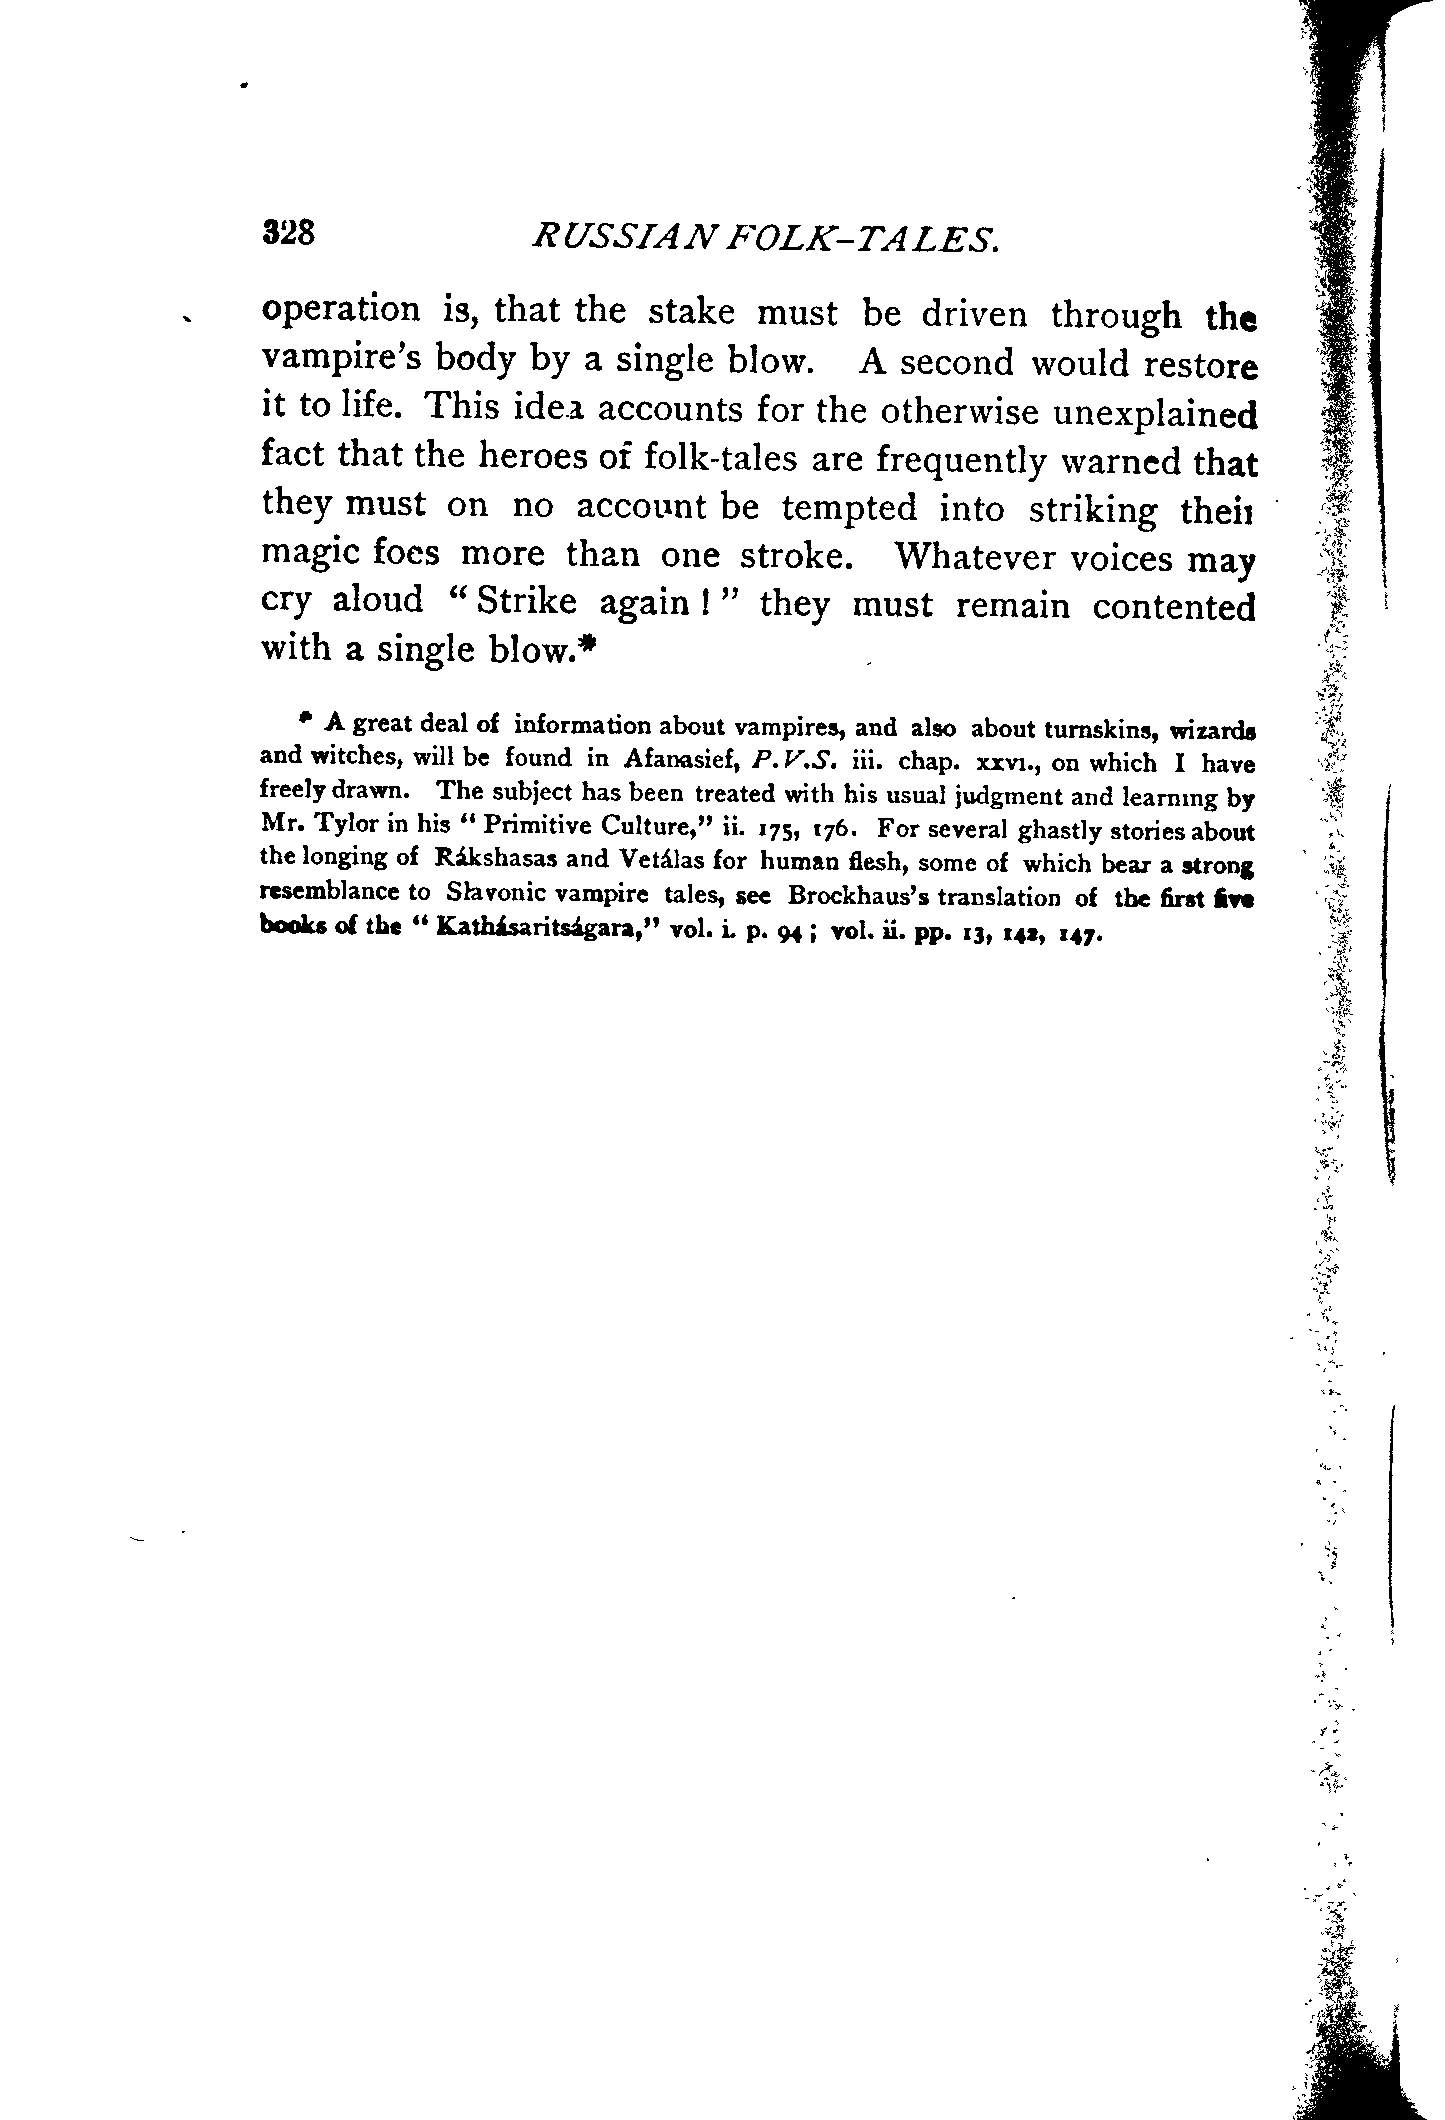 328 RUSSIAN FOLK-TALES.
operation is, that the stake must be driven through the
vampire's body by a single blow. A second would restore
it to life. This idea accounts for the otherwise unexplained
fact that the heroes of folk-tales are frequently warned that
they must on no account be tempted into striking their
magic foes more than one stroke. Whatever voices may
cry aloud “Strike again!” they must remain contented
with a single blow.*
* A great deal of information about vampires, and also about turnskins, wizards
and witches, will be found in Afanasief, P.V.S. iii. chap. xxvi., on which I have
freely drawn. The subject has been treated with his usual judgment and learning by
Mr. Tylor in his “Primitive Culture,” ii. 175, 176. For several ghastly stories about
the longing of Rákshasas and Vetálas for human flesh, some of which bear a strong
resemblance to Slavonic vampire tales, see Brockhaus's translation of the first five
books of the “Kathásaritságara,” vol. i. p. 94; vol. ii. pp. 13, 142, 147.